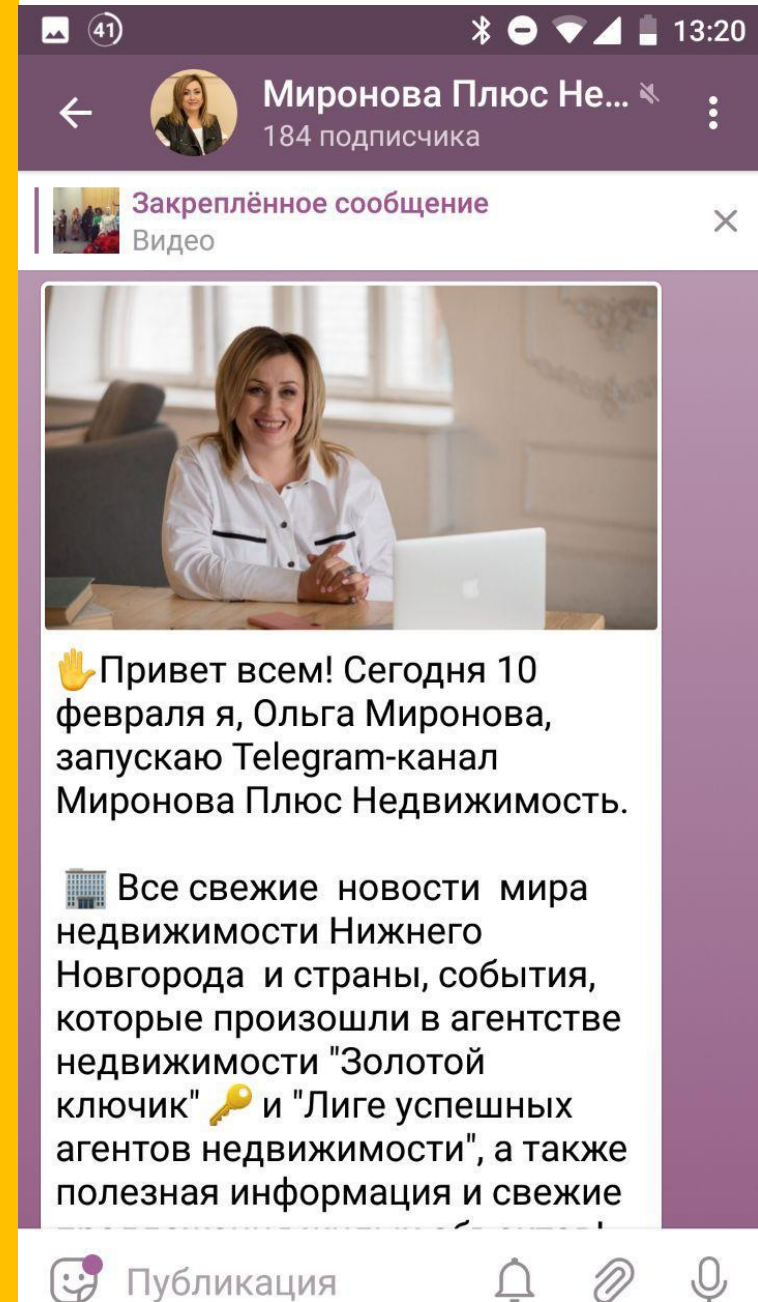 41
13:20
Миронова Плюс Не...
184 подписчика
Закреплённое сообщение
Видео
✋Привет всем! Сегодня 10
февраля я, Ольга Миронова,
запускаю Telegram-канал
Миронова Плюс Недвижимость.
🏢 Все свежие  новости  мира
недвижимости Нижнего
Новгорода  и страны, события,
которые произошли в агентстве
недвижимости "Золотой
ключик" 🔑 и "Лиге успешных
агентов недвижимости", а также
полезная информация и свежие
Публикация